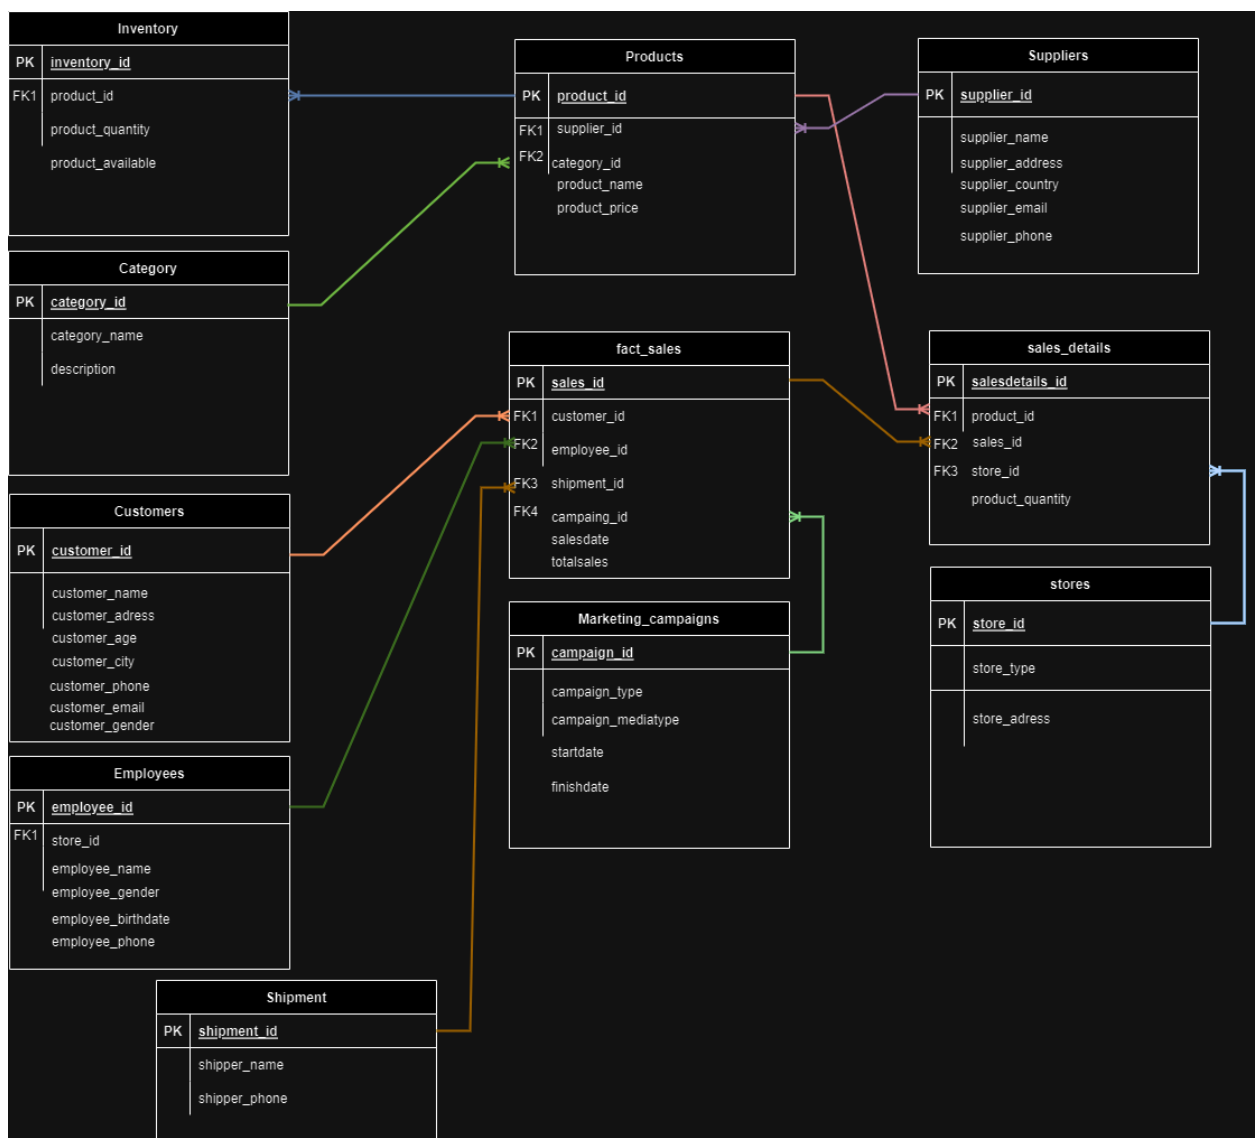 Inventory
PK inventory_id
FK1 product_id
product_quantity
product_available
Products
PK product_id
FK1 supplier_id
FK2 category_id
product_name
product_price
Suppliers
PK supplier_id
supplier_name
supplier_address
supplier_country
supplier_email
supplier_phone
Category
PK category_id
category_name
description
fact_sales
PK sales_id
FK1 customer_id
FK2 employee_id
FK3 shipment_id
FK4 campaing_id
salesdate
totalsales
sales_details
PK salesdetails_id
FK1 product_id
FK2 sales_id
FK3 store_id
product_quantity
Customers
PK customer_id
customer_name
customer_adress
customer_age
customer_city
customer_phone
customer_email
customer_gender
Marketing_campaigns
PK campaign_id
campaign_type
campaign_mediatype
startdate
finishdate
stores
PK store_id
store_type
store_adress
Employees
PK employee_id
FK1 store_id
employee_name
employee_gender
employee_birthdate
employee_phone
Shipment
PK shipment_id
shipper_name
shipper_phone